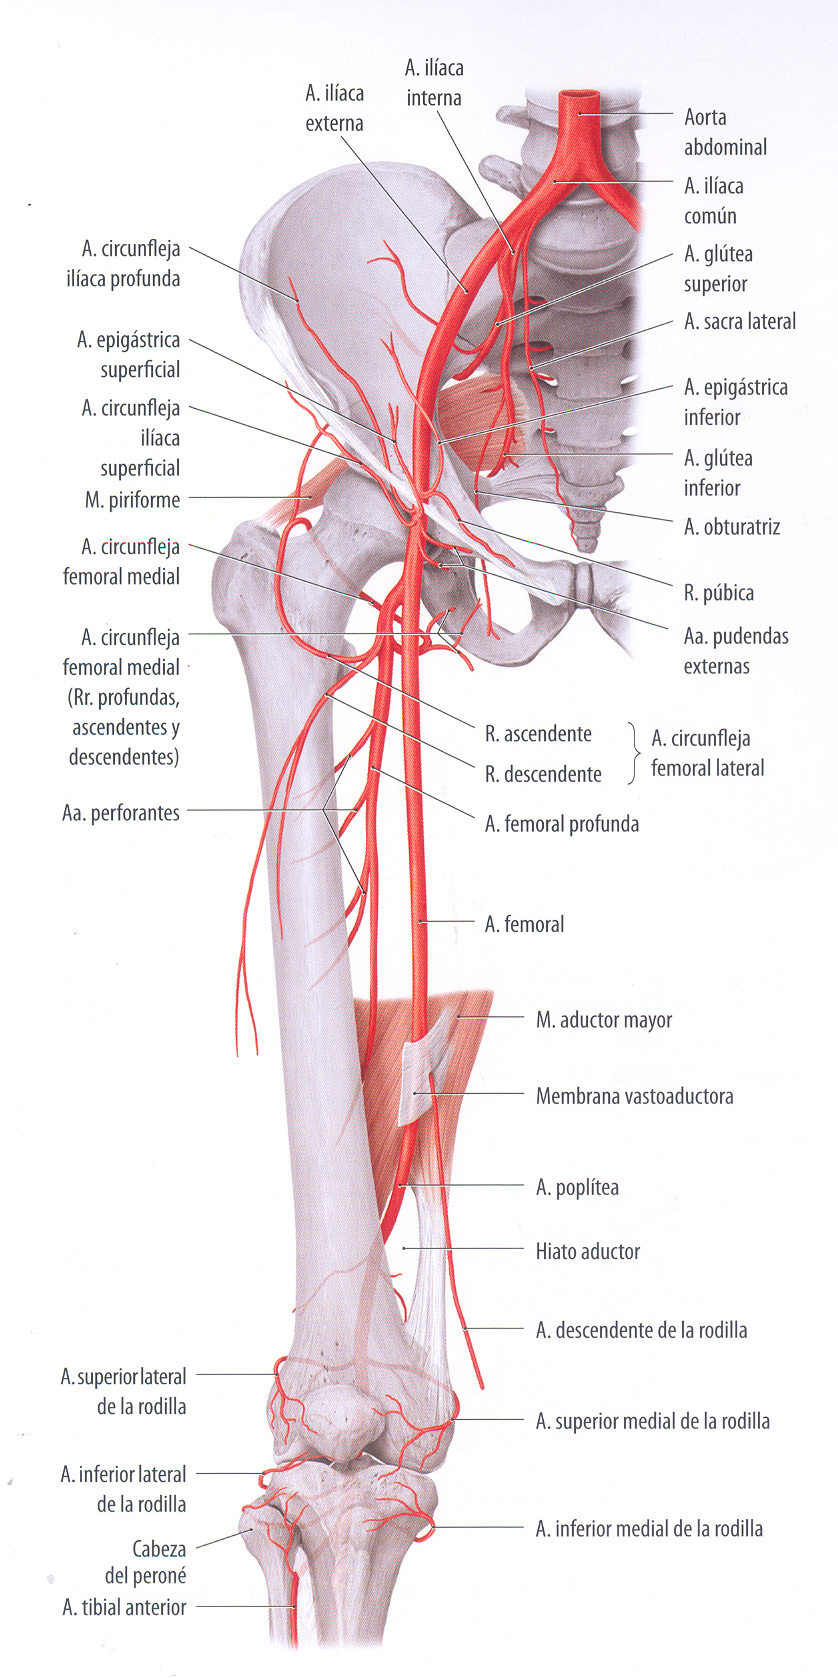 A. ilíaca
interna
A. ilíaca
externa
Aorta
abdominal
A. ilíaca
común
A. circunfleja
ilíaca profunda
A. glútea
superior
A. sacra lateral
A. epigástrica
superficial
A. epigástrica
inferior
A. circunfleja
ilíaca
superficial
A. glútea
inferior
M. piriforme
A. obturatriz
A. circunfleja
femoral medial
R. púbica
A. circunfleja
femoral medial
(Rr. profundas,
ascendentes y
descendentes)
Aa. pudendas
externas
R. ascendente
R. descendente
A. circunfleja
femoral lateral
Aa. perforantes
A. femoral profunda
A. femoral
M. aductor mayor
Membrana vastoaductora
A. poplítea
Hiato aductor
A. descendente de la rodilla
A. superior lateral
de la rodilla
A. superior medial de la rodilla
A. inferior lateral
de la rodilla
A. inferior medial de la rodilla
Cabeza
del peroné
A. tibial anterior